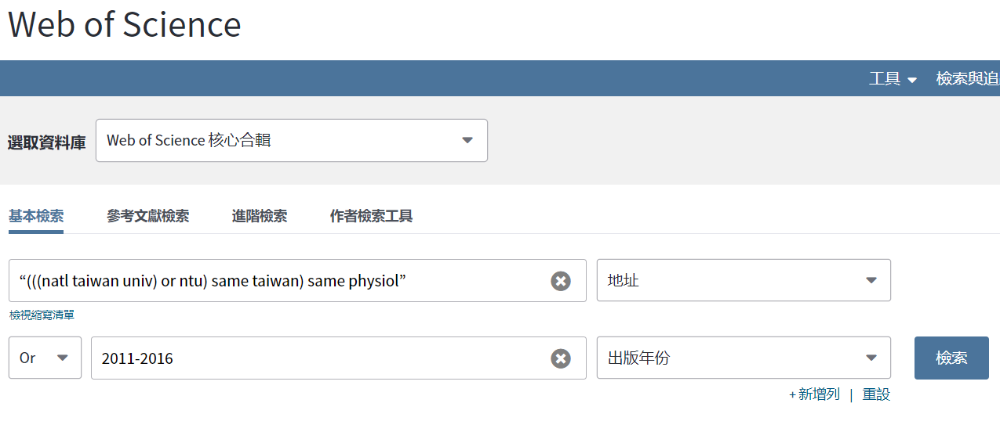 Web of Science
工具 檢索與追
選取資料庫 Web of Science 核心合輯
基本檢索 參考文獻檢索 進階檢索 作者檢索工具
“(((natl taiwan univ) or ntu) same taiwan) same physiol” 地址
檢視縮寫清單
Or 2011-2016 出版年份 檢索
+ 新增列 | 重設